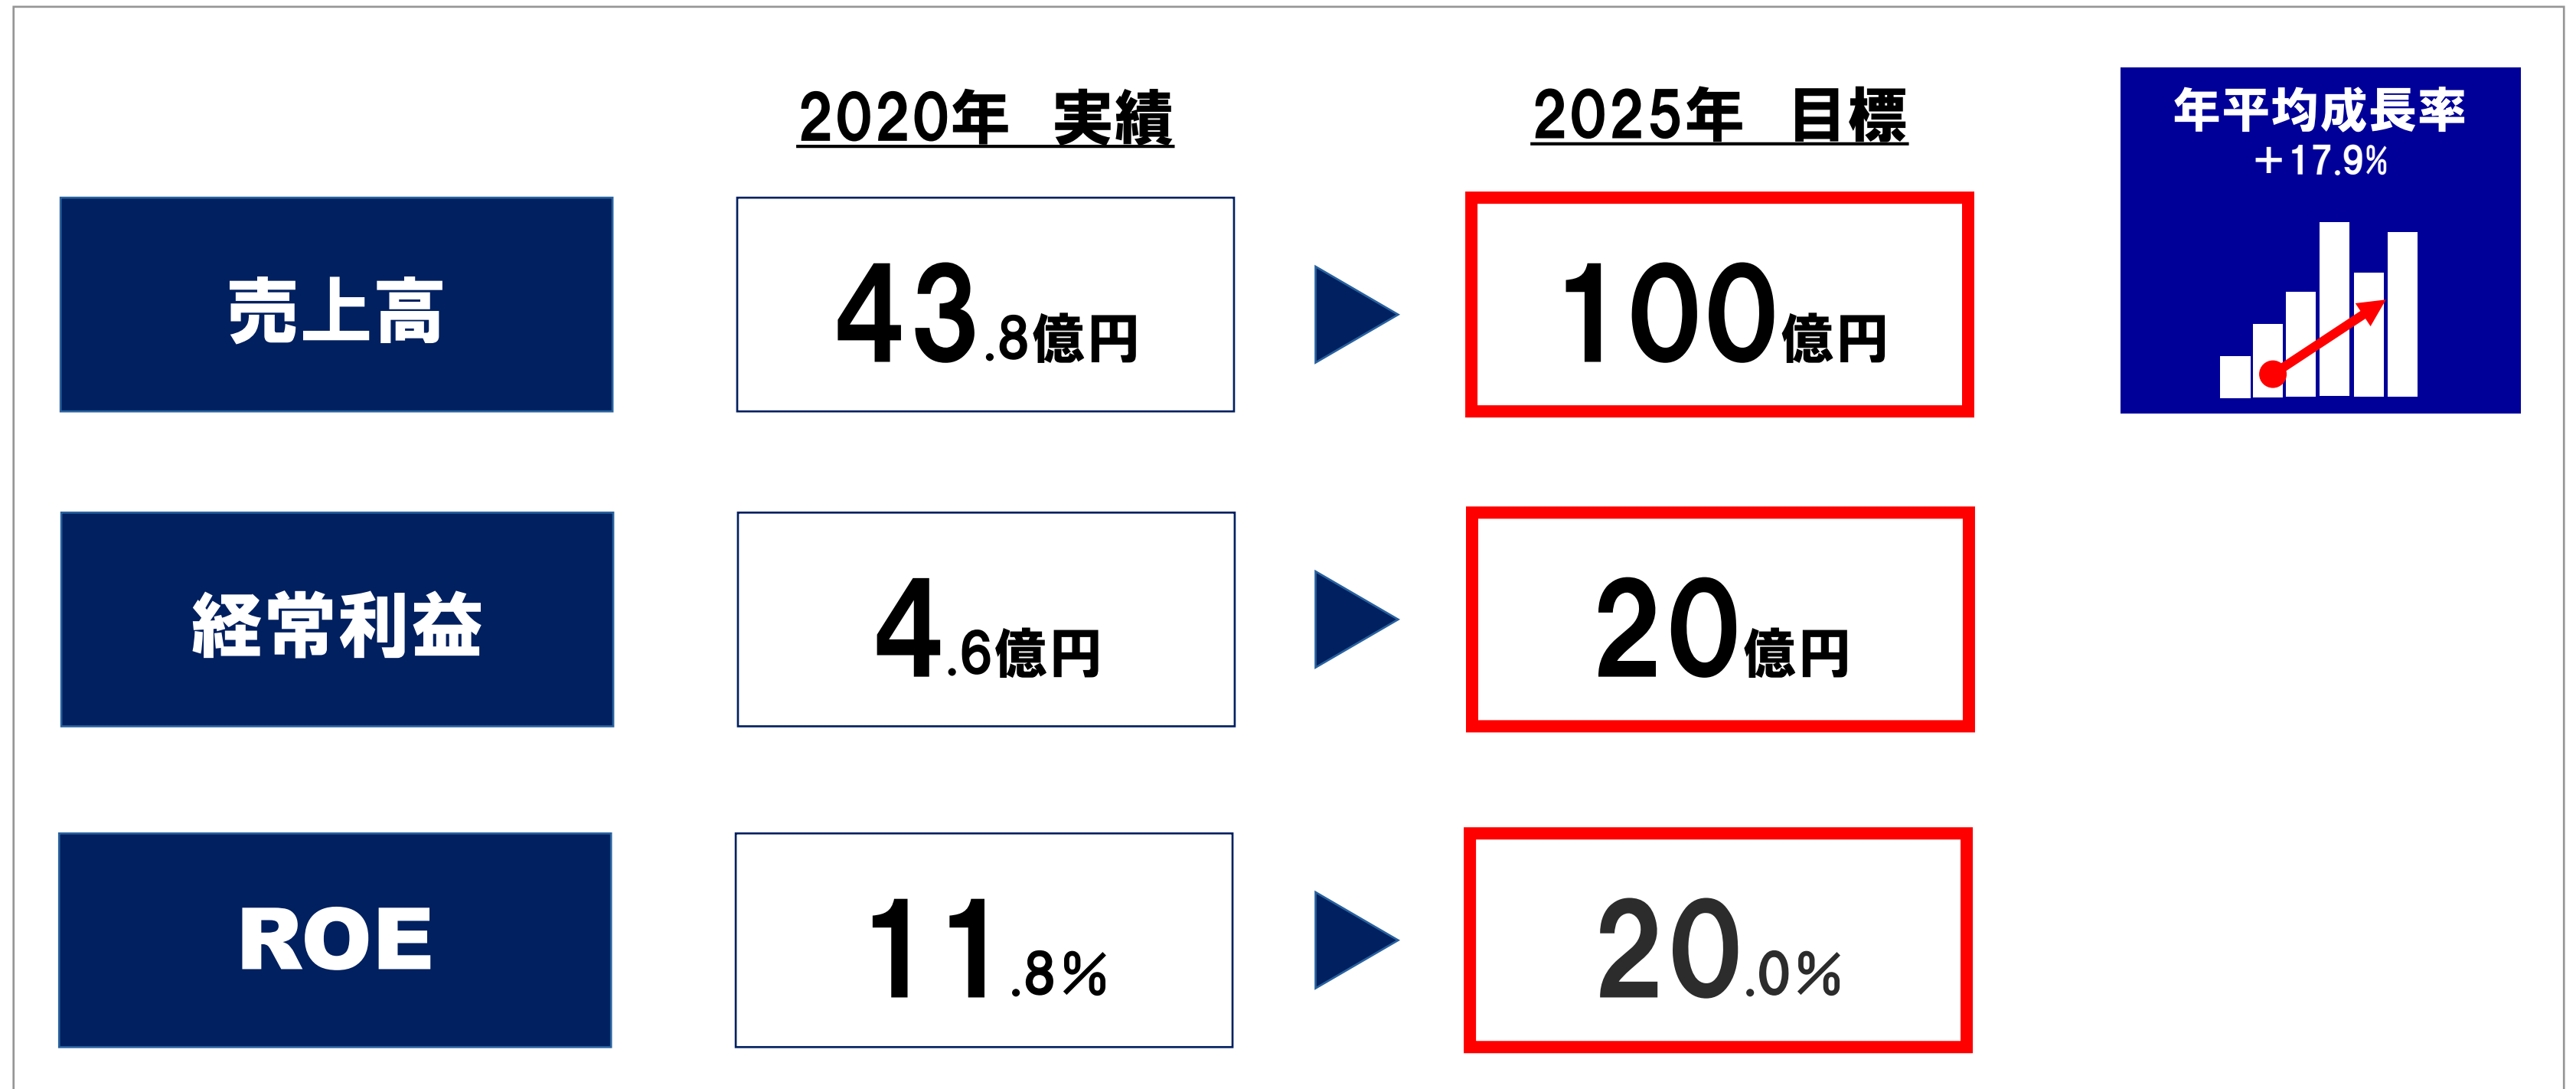 2020年　実績
2025年　目標
年平均成長率
＋17.9%
売上高
43.8億円
100億円
経常利益
4.6億円
20億円
ROE
11.8%
20.0%